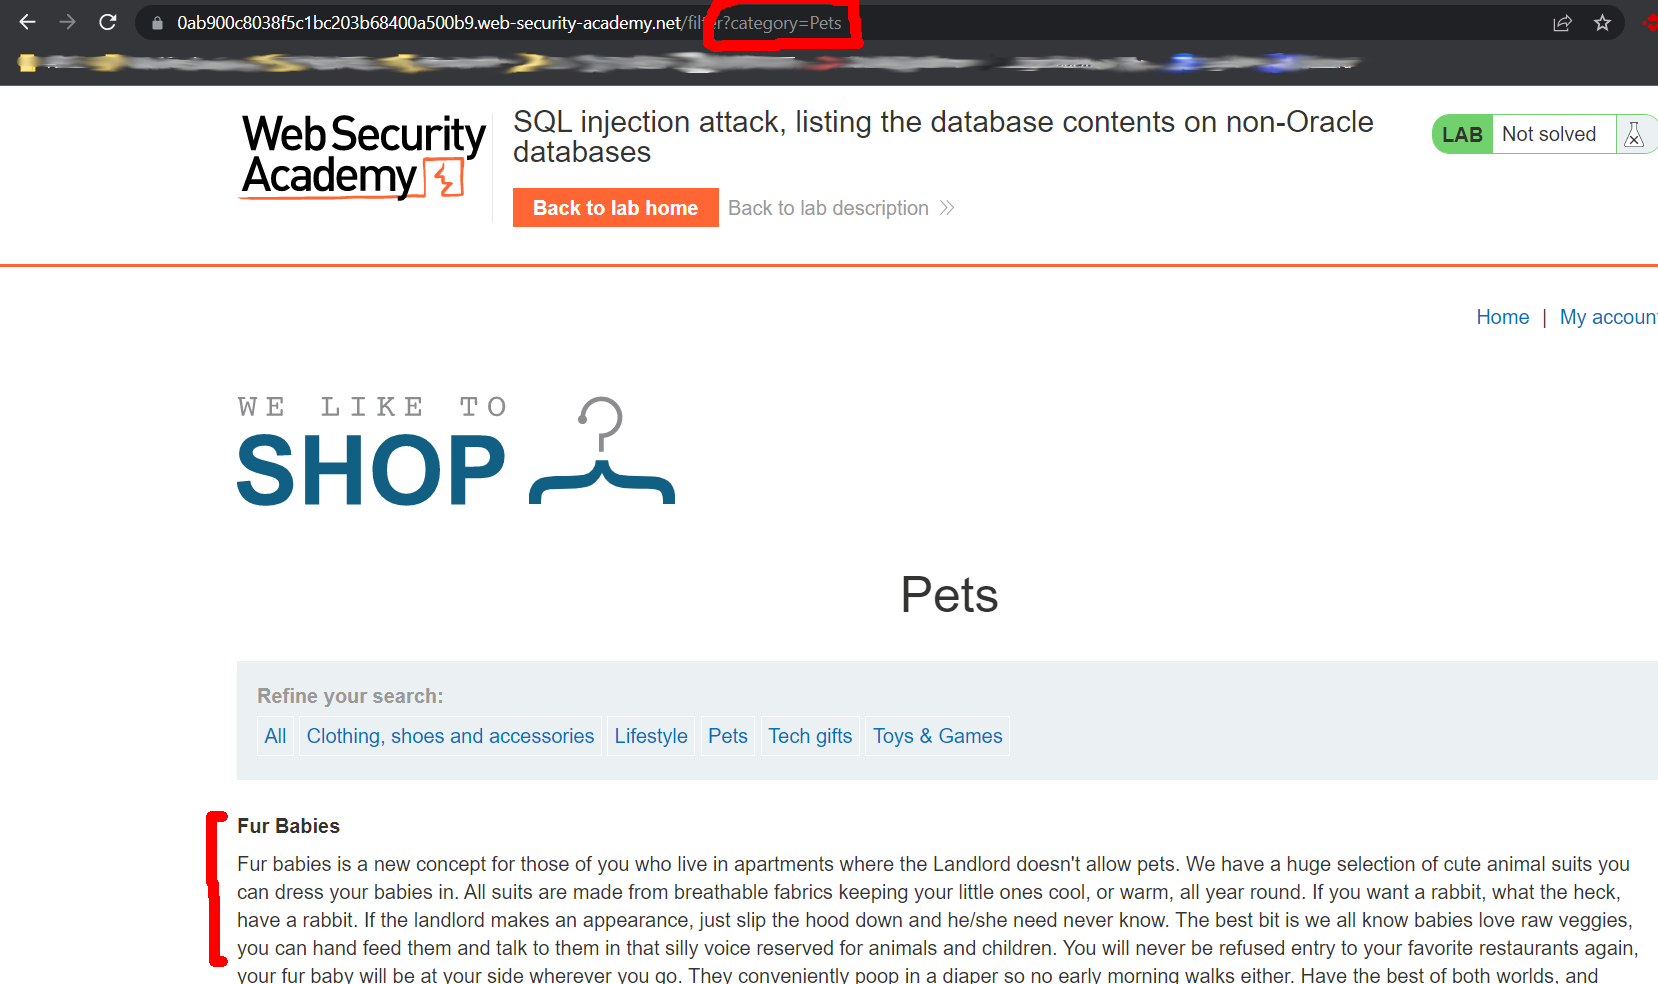 0ab900c8038f5c1bc203b68400a500b9.web-security-academy.net/filter?category=Pets
WebSecurity
Academy
SQL injection attack, listing the database contents on non-Oracle
databases
LAB Not solved
Back to lab home Back to lab description
Home | My accoun
WE LIKE TO
SHOP
Pets
Refine your search:
All Clothing, shoes and accessories Lifestyle Pets Tech gifts Toys & Games
Fur Babies
Fur babies is a new concept for those of you who live in apartments where the Landlord doesn't allow pets. We have a huge selection of cute animal suits you
can dress your babies in. All suits are made from breathable fabrics keeping your little ones cool, or warm, all year round. If you want a rabbit, what the heck,
have a rabbit. If the landlord makes an appearance, just slip the hood down and he/she need never know. The best bit is we all know babies love raw veggies,
you can hand feed them and talk to them in that silly voice reserved for animals and children. You will never be refused entry to your favorite restaurants again,
your fur baby will be at your side wherever you go. They conveniently poop in a diaper so no early morning walks either. Have the best of both worlds, and